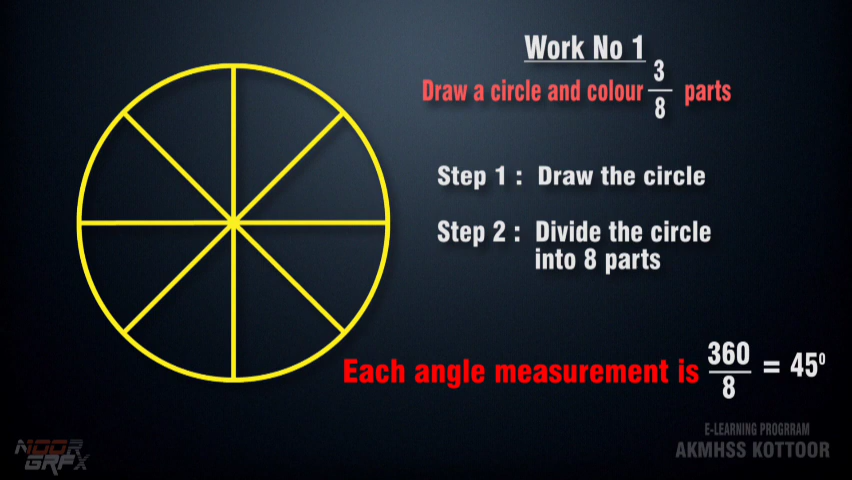 Work No 1
Draw a circle and colour 3/8 parts
Step 1 : Draw the circle
Step 2 : Divide the circle
into 8 parts
Each angle measurement is 360/8 = 45⁰
E-LEARNING PROGRRAM
AKMHSS KOTTOOR
NOOR
GRFX